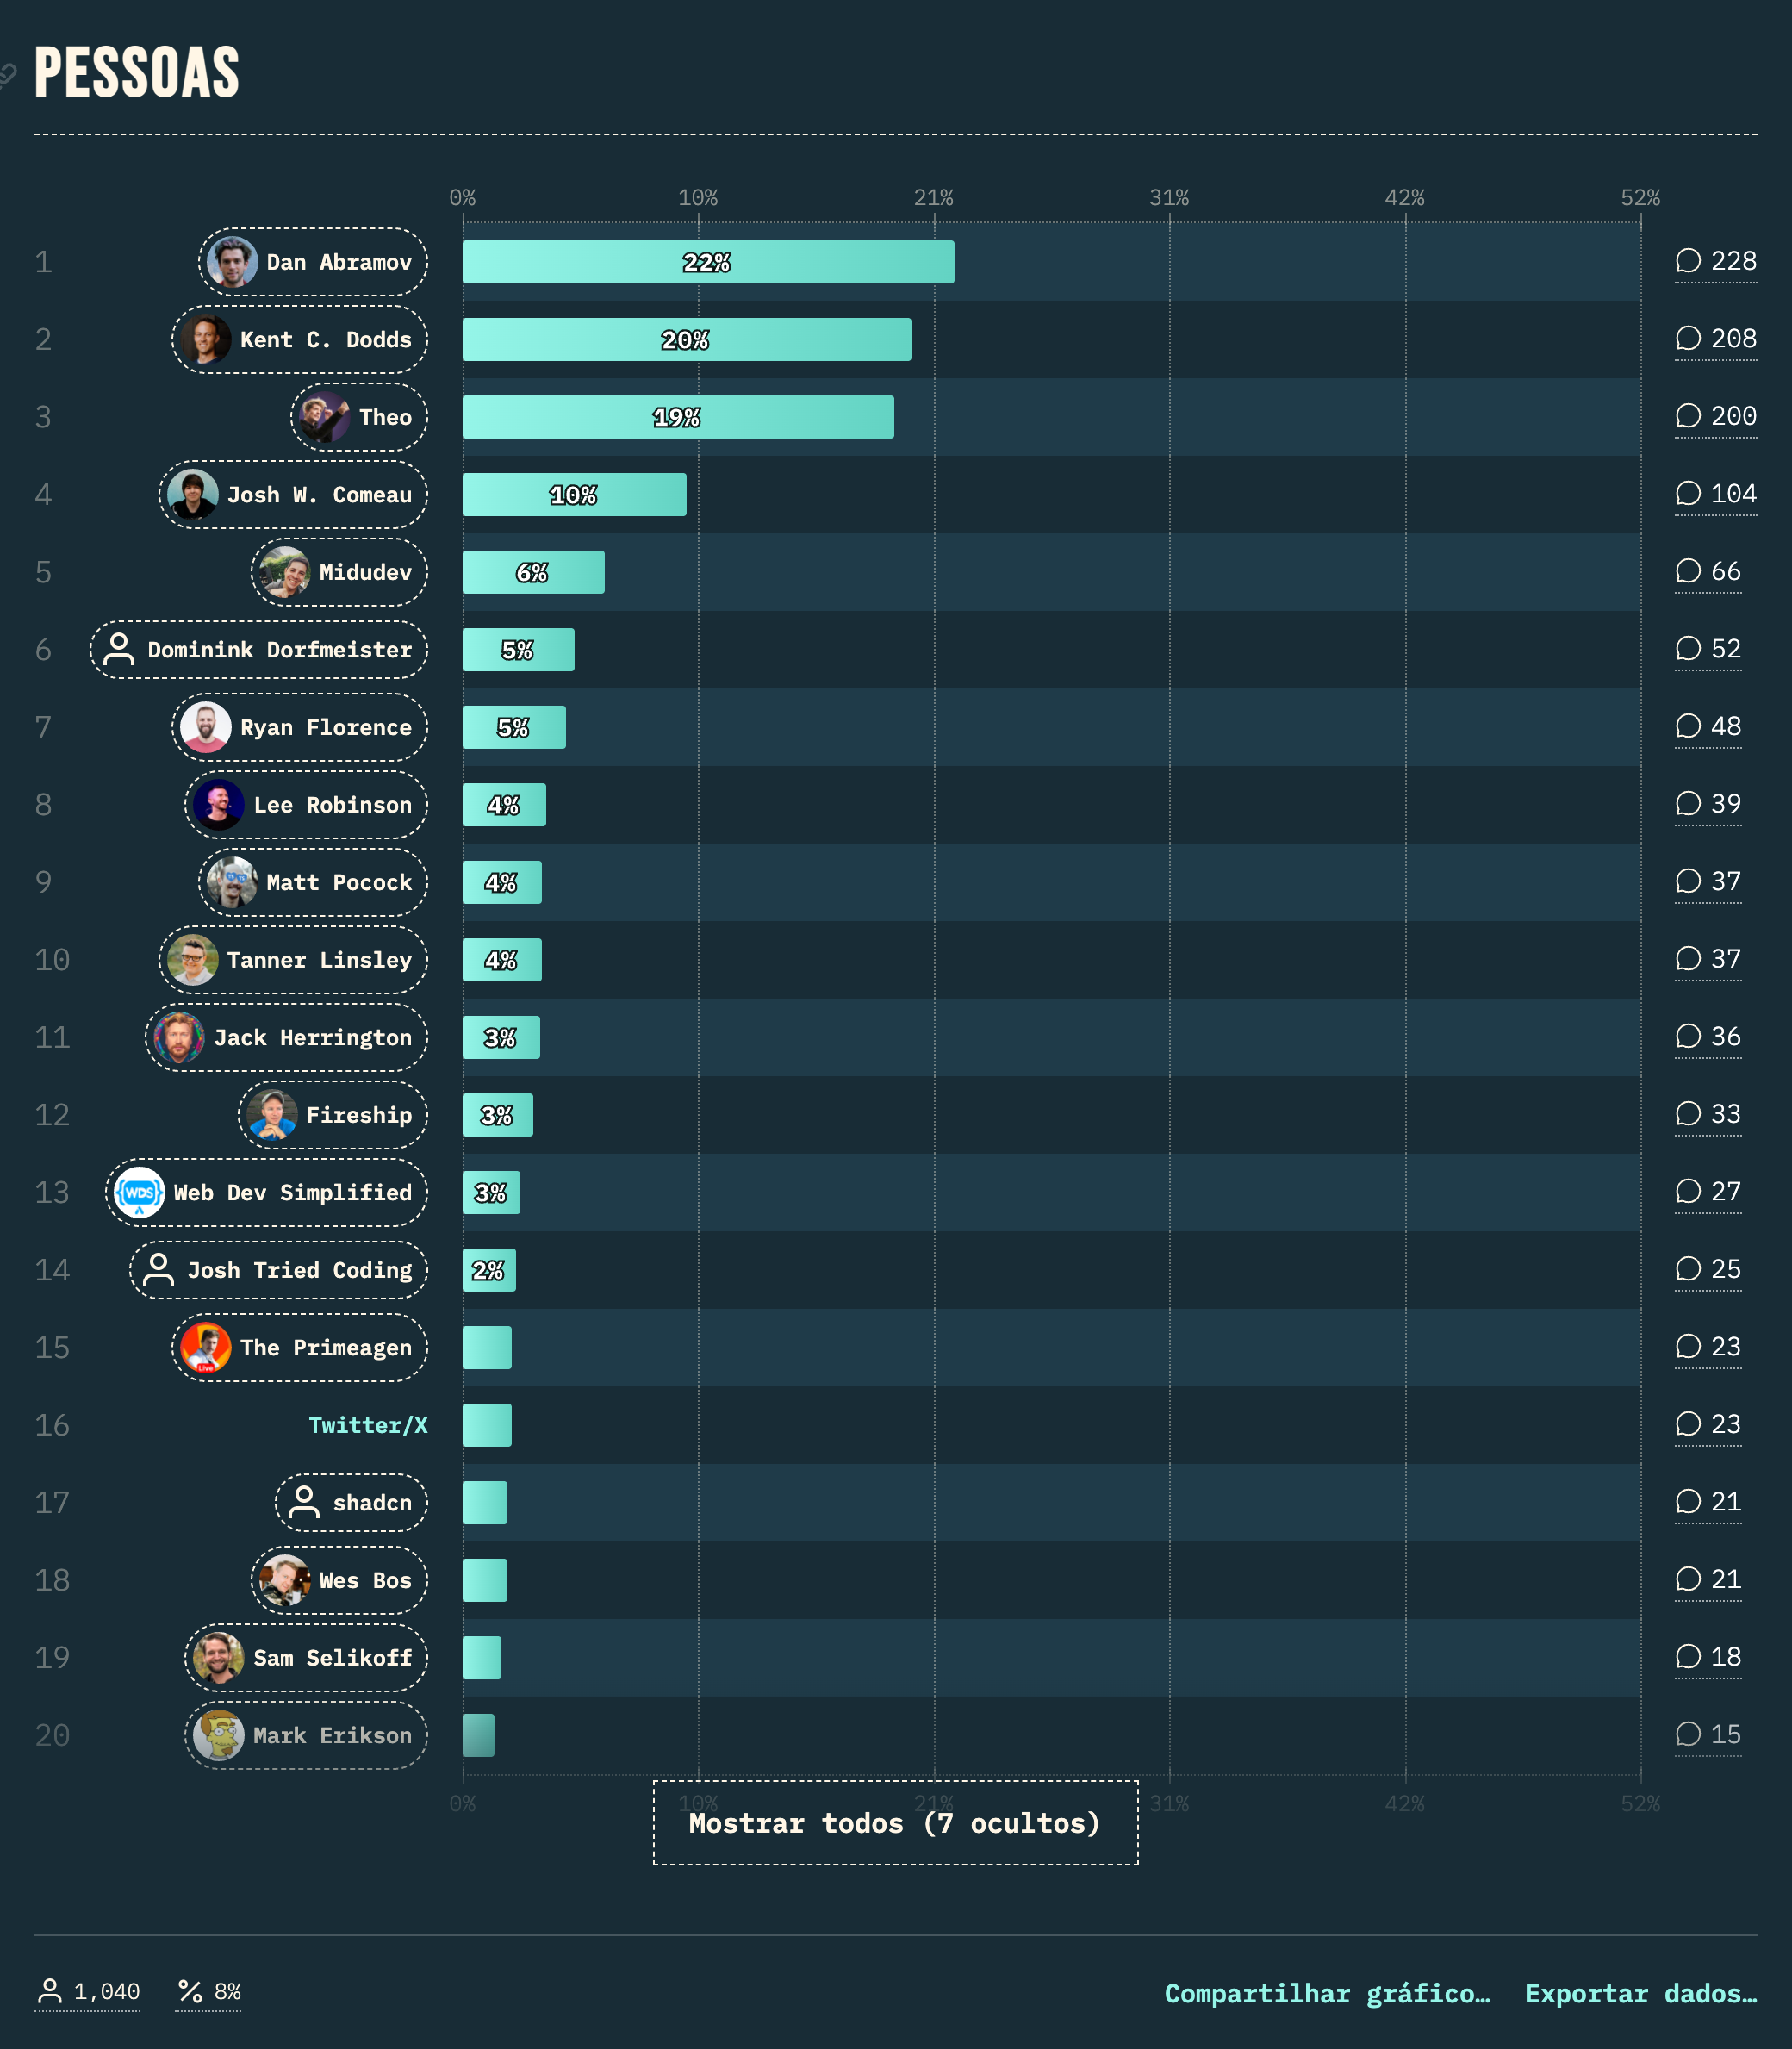 PESSOAS
0% 10% 21% 31% 42% 52%
1 Dan Abramov 22% 228
2 Kent C. Dodds 20% 208
3 Theo 19% 200
4 Josh W. Comeau 10% 104
5 Midudev 6% 66
6 Dominink Dorfmeister 5% 52
7 Ryan Florence 5% 48
8 Lee Robinson 4% 39
9 Matt Pocock 4% 37
10 Tanner Linsley 4% 37
11 Jack Herrington 3% 36
12 Fireship 3% 33
13 WDS Web Dev Simplified 3% 27
14 Josh Tried Coding 2% 25
15 Live The Primeagen 23
16 Twitter/X 23
17 shadcn 21
18 Wes Bos 21
19 Sam Selikoff 18
20 Mark Erikson 15
0% 10% 21% 31% 42% 52%
Mostrar todos (7 ocultos)
1,040 8% Compartilhar gráfico… Exportar dados…